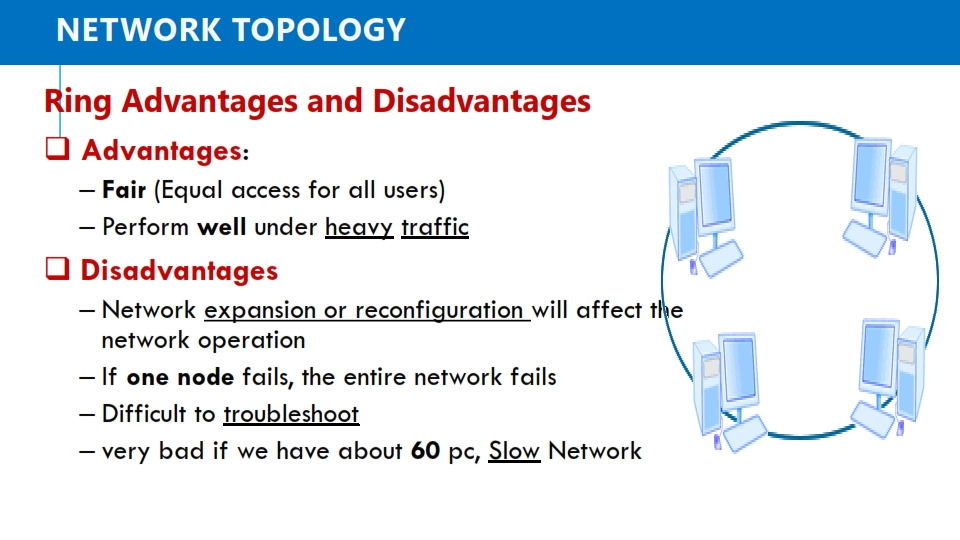 NETWORK TOPOLOGY
Ring Advantages and Disadvantages
❑ Advantages:
– Fair (Equal access for all users)
– Perform well under heavy traffic
❑ Disadvantages
– Network expansion or reconfiguration will affect the
network operation
– If one node fails, the entire network fails
– Difficult to troubleshoot
– very bad if we have about 60 pc, Slow Network